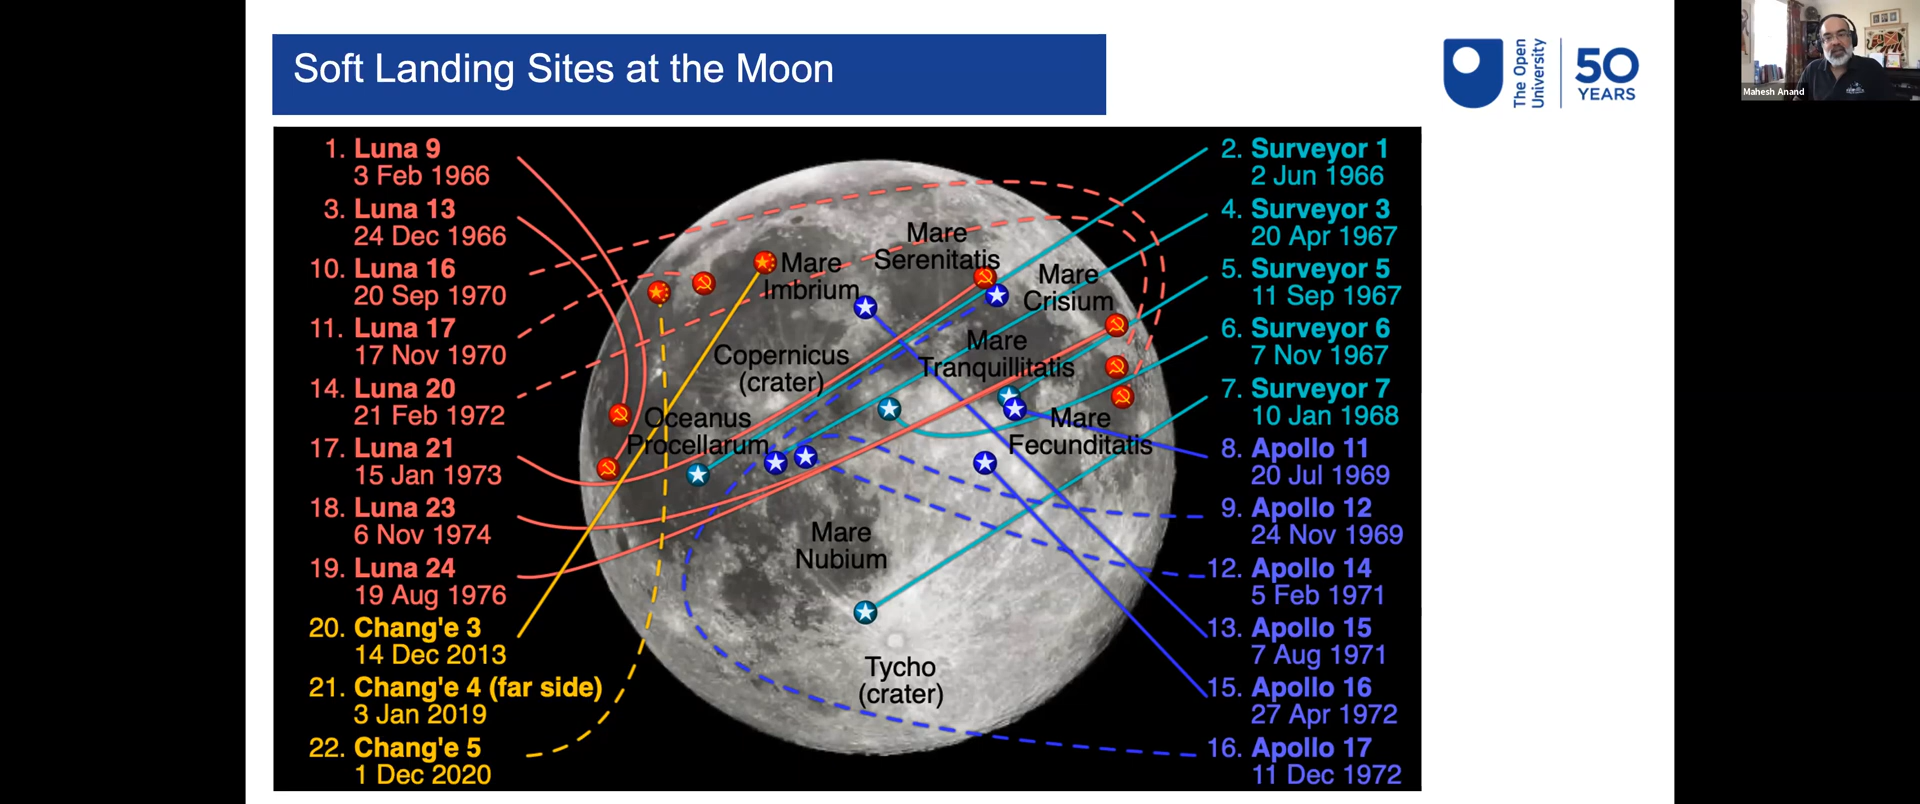 Soft Landing Sites at the Moon
The Open
University
50
YEARS
Mahesh Anand
1. Luna 9
3 Feb 1966
3. Luna 13
24 Dec 1966
10. Luna 16
20 Sep 1970
11. Luna 17
17 Nov 1970
14. Luna 20
21 Feb 1972
17. Luna 21
15 Jan 1973
18. Luna 23
6 Nov 1974
19. Luna 24
19 Aug 1976
20. Chang'e 3
14 Dec 2013
21. Chang'e 4 (far side)
3 Jan 2019
22. Chang'e 5
1 Dec 2020
Mare
Serenitatis
Mare
Imbrium
Mare
Crisium
Copernicus
(crater)
Mare
Tranquillitatis
Oceanus
Procellarum
Mare
Fecunditatis
Mare
Nubium
Tycho
(crater)
2. Surveyor 1
2 Jun 1966
4. Surveyor 3
20 Apr 1967
5. Surveyor 5
11 Sep 1967
6. Surveyor 6
7 Nov 1967
7. Surveyor 7
10 Jan 1968
8. Apollo 11
20 Jul 1969
9. Apollo 12
24 Nov 1969
12. Apollo 14
5 Feb 1971
13. Apollo 15
7 Aug 1971
15. Apollo 16
27 Apr 1972
16. Apollo 17
11 Dec 1972